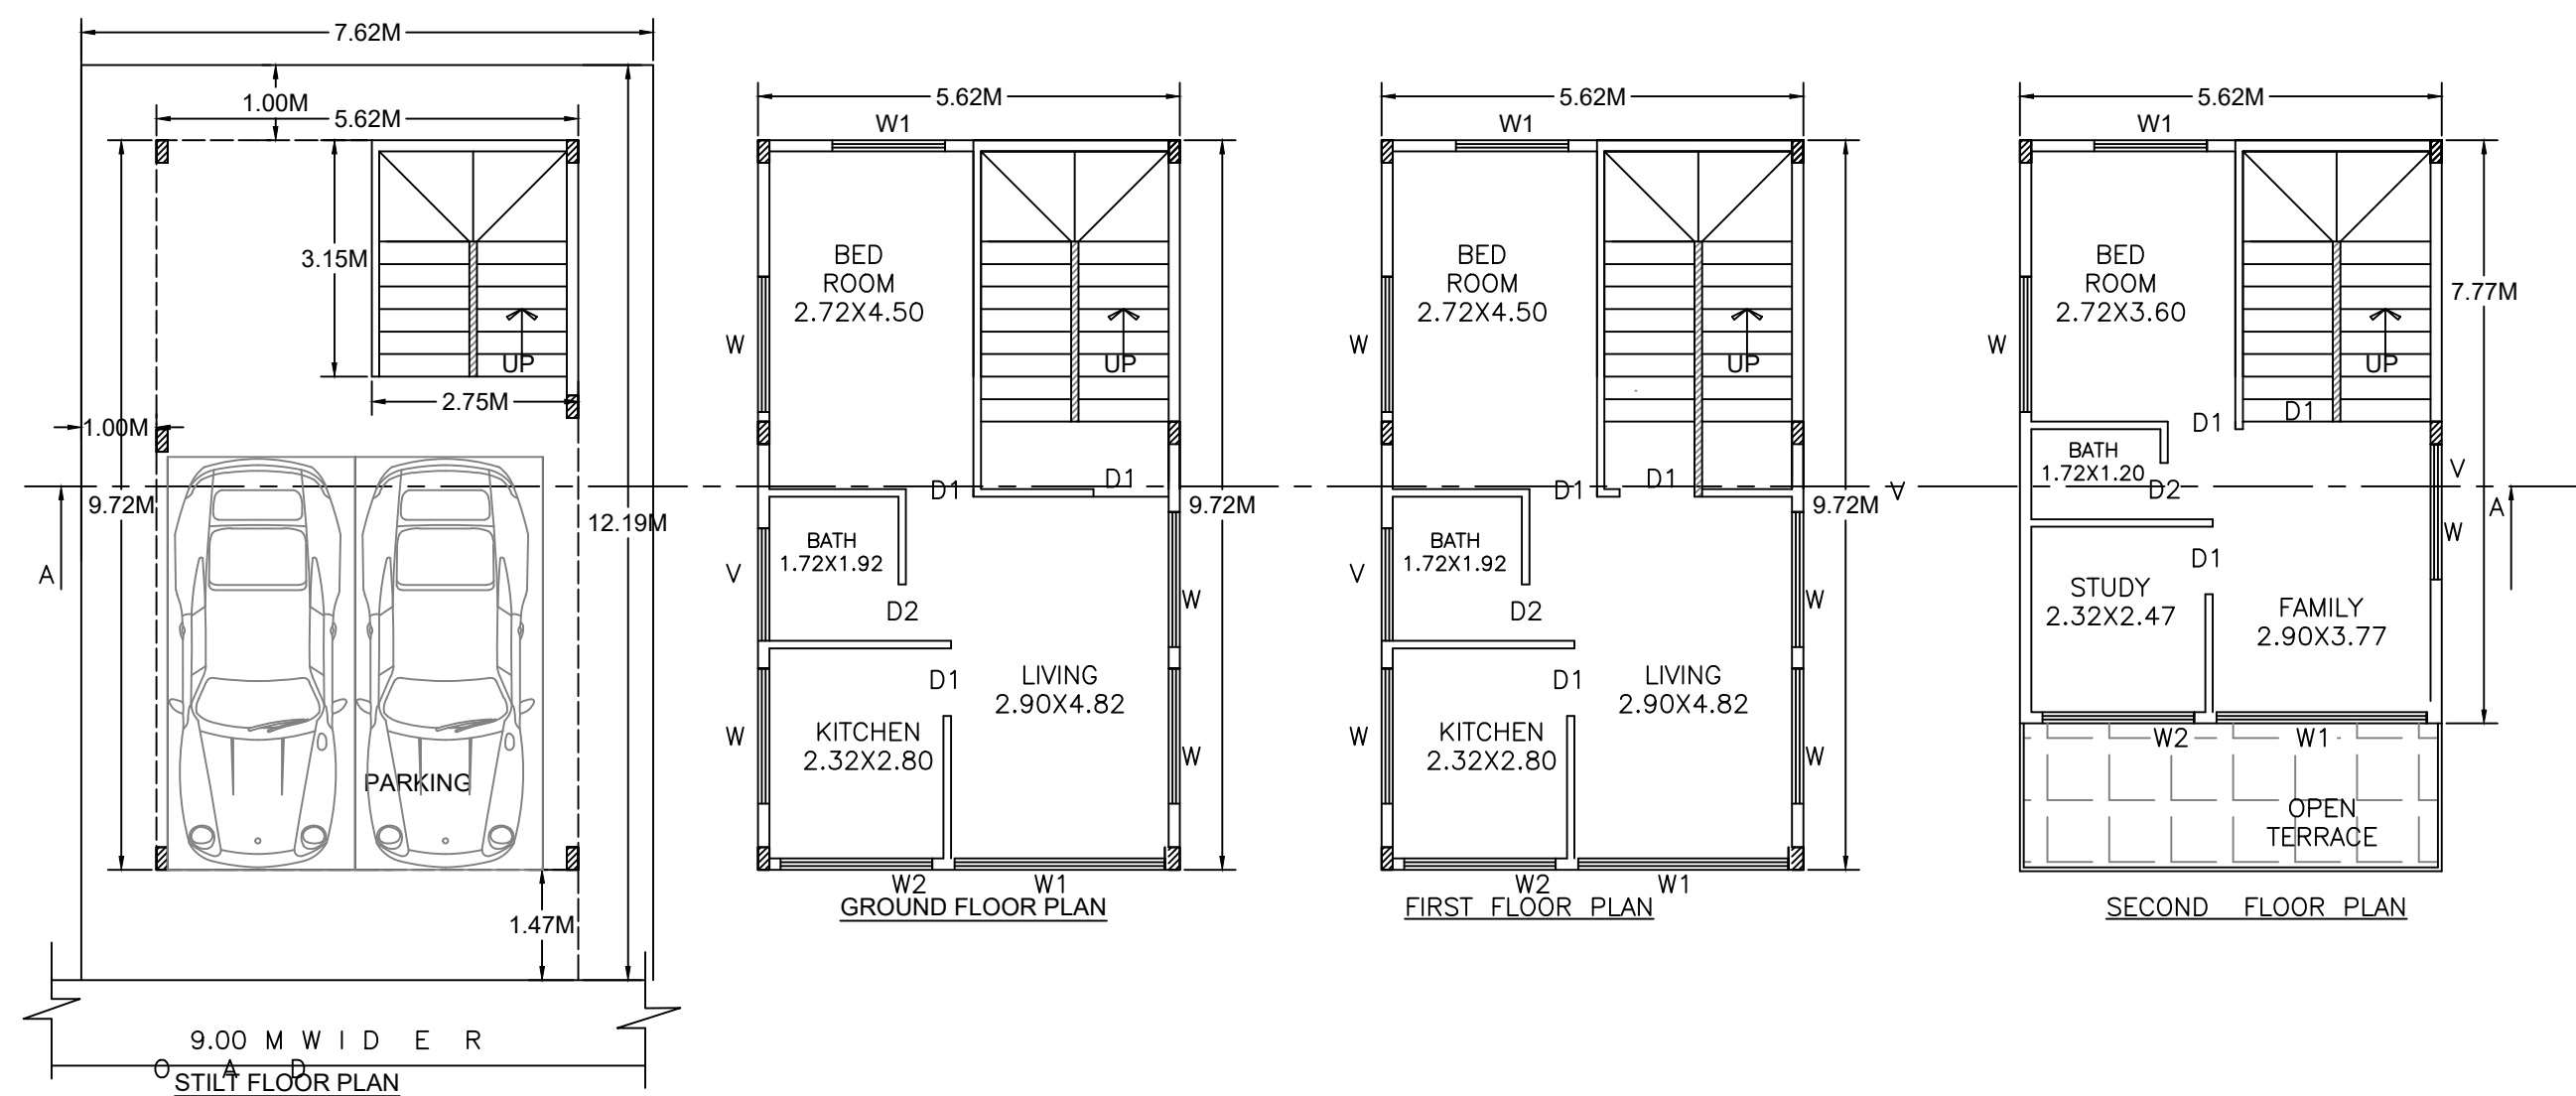 7.62M
1.00M
5.62M
3.15M
UP
2.75M
1.00M
9.72M
12.19M
A
PARKING
1.47M
9.00 M W I D E R
O A D
STILT FLOOR PLAN
5.62M
W1
BED
ROOM
2.72X4.50
W
UP
D1
D1
9.72M
BATH
1.72X1.92
V
D2
W
D1
LIVING
2.90X4.82
KITCHEN
2.32X2.80
W
W
W2
W1
GROUND FLOOR PLAN
5.62M
W1
BED
ROOM
2.72X4.50
W
UP
D1
D1
V
9.72M
BATH
1.72X1.92
V
D2
W
D1
LIVING
2.90X4.82
KITCHEN
2.32X2.80
W
W
W2
W1
FIRST FLOOR PLAN
5.62M
W1
BED
ROOM
2.72X3.60
7.77M
W
UP
D1
D1
BATH
1.72X1.20
V
D2
A
W
D1
STUDY
2.32X2.47
FAMILY
2.90X3.77
W2
W1
OPEN
TERRACE
SECOND FLOOR PLAN